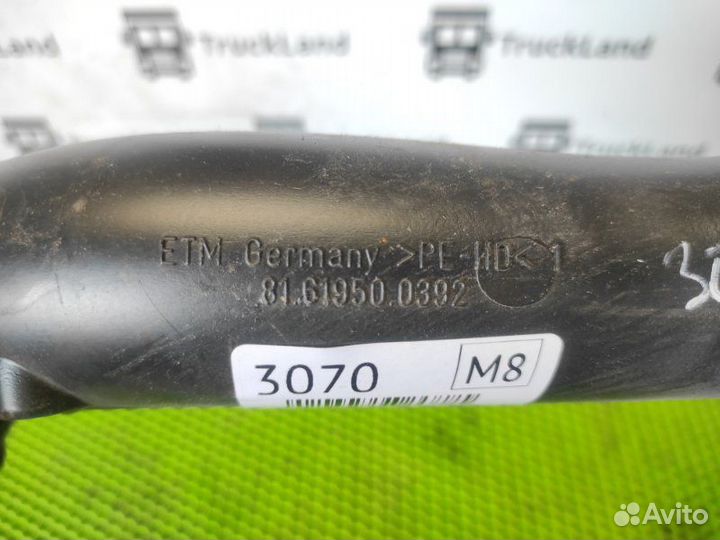 TruckLand
TruckLand
ETM Germany >PE-HD< 1
81.61950.0392
3070
M8
Avito